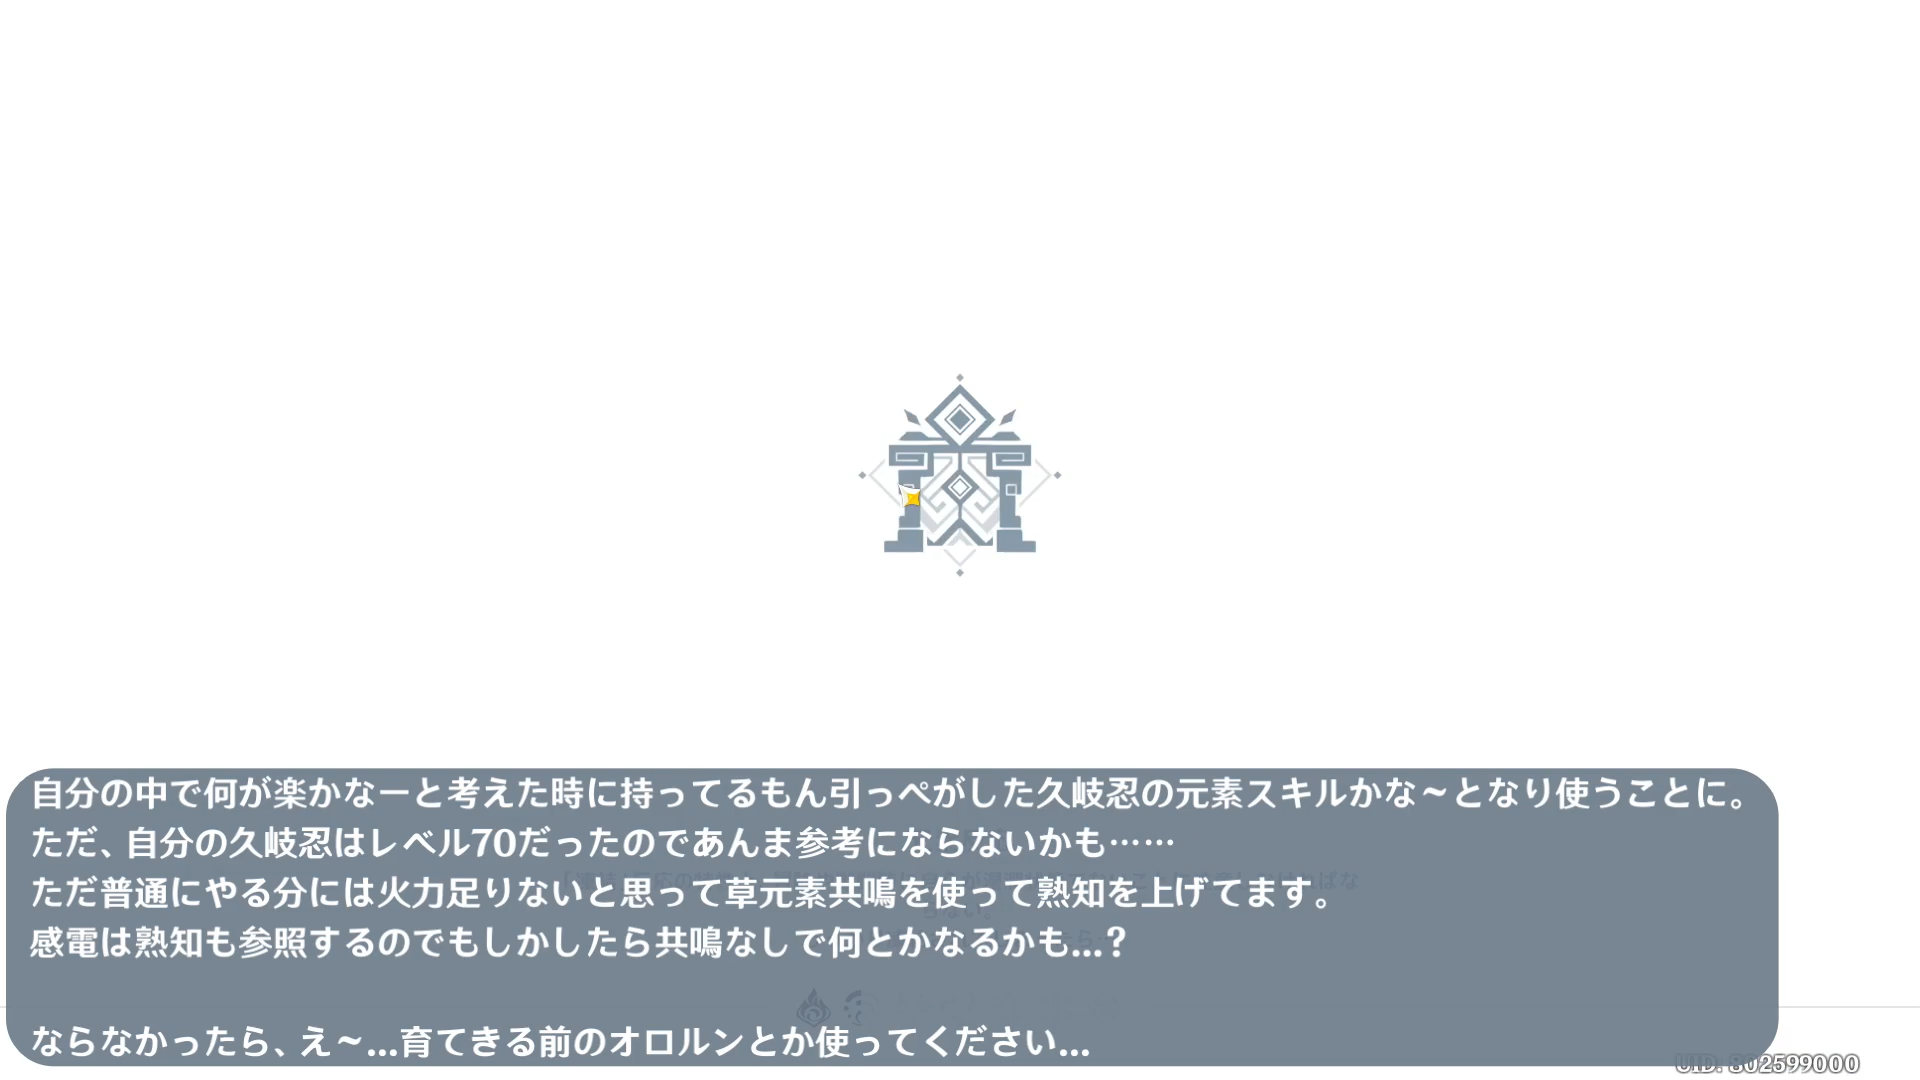 自分の中で何が楽かなーと考えた時に持ってるもん引っぺがした久岐忍の元素スキルかな～となり使うことに。
ただ、自分の久岐忍はレベル70だったのであんま参考にならないかも……
ただ普通にやる分には火力足りないと思って草元素共鳴を使って熟知を上げてます。
感電は熟知も参照するのでもしかしたら共鳴なしで何とかなるかも...？
ならなかったら、え～...育てきる前のオロルンとか使ってください...
UID: 802599000